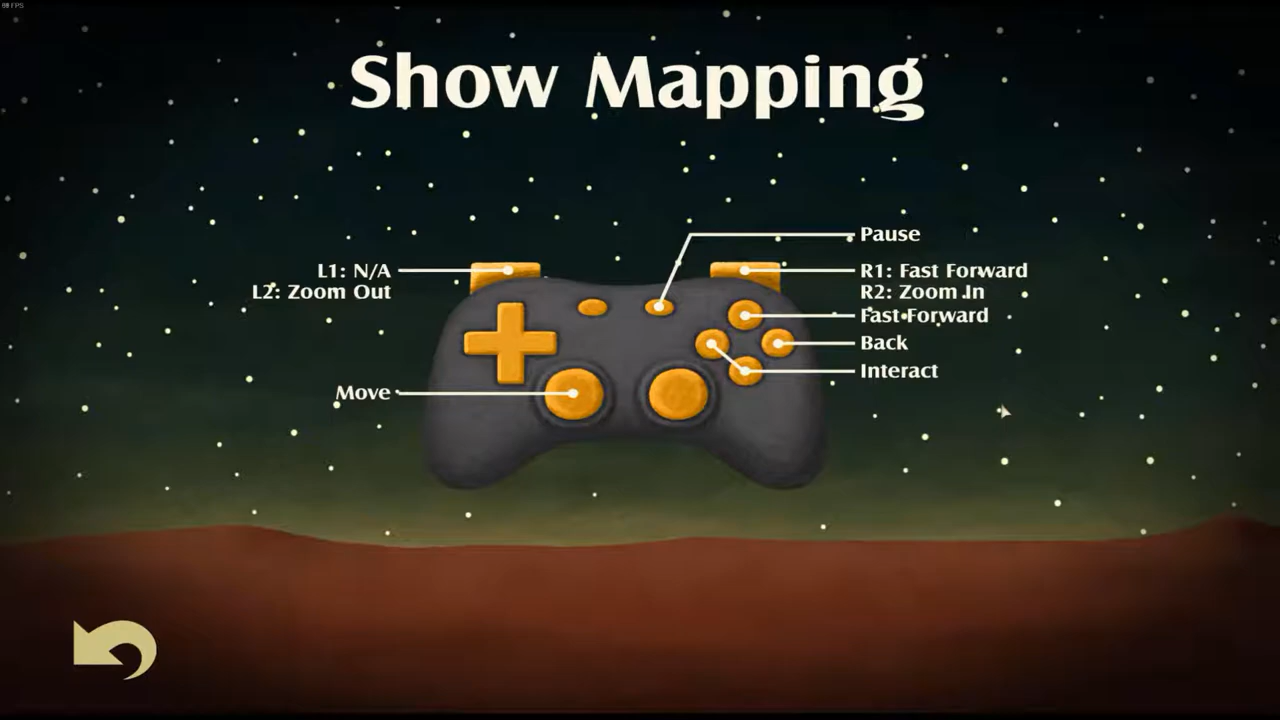 Show Mapping
Pause
L1: N/A
R1: Fast Forward
L2: Zoom Out
R2: Zoom In
Fast Forward
Back
Interact
Move